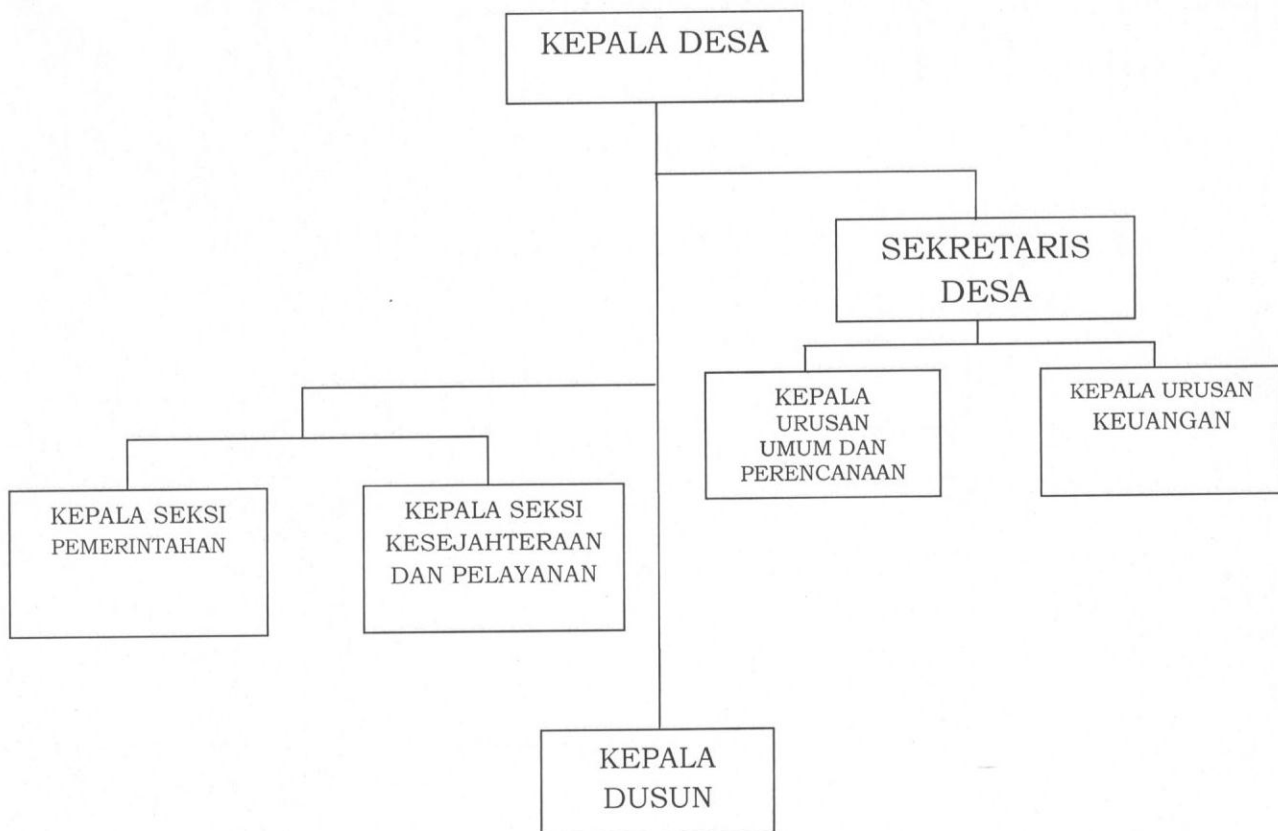 KEPALA DESA
SEKRETARIS
DESA
KEPALA
URUSAN
UMUM DAN
PERENCANAAN
KEPALA URUSAN
KEUANGAN
KEPALA SEKSI
PEMERINTAHAN
KEPALA SEKSI
KESEJAHTERAAN
DAN PELAYANAN
KEPALA
DUSUN